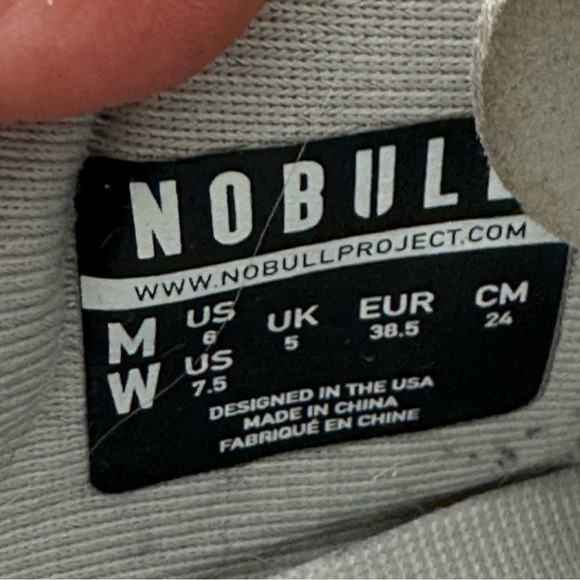 NOBULL
WWW.NOBULLPROJECT.COM
M US 6 UK 5 EUR 38.5 CM 24
W US 7.5
DESIGNED IN THE USA
MADE IN CHINA
FABRIQUÉ EN CHINE